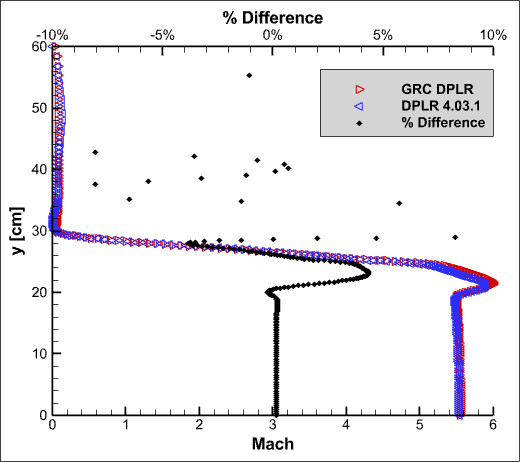 % Difference
-10% -5% 0% 5% 10%
60
50
40
30
20
10
0
y [cm]
GRC DPLR
DPLR 4.03.1
% Difference
0 1 2 3 4 5 6
Mach